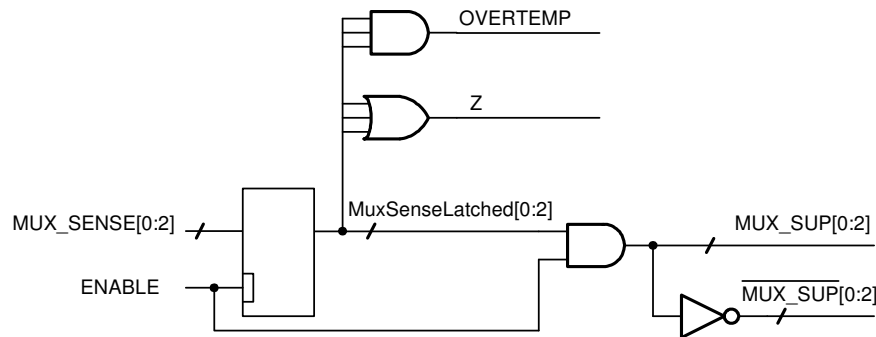 OVERTEMP
Z
MUX_SENSE[0:2]
MuxSenseLatched[0:2]
MUX_SUP[0:2]
ENABLE
MUX_SUP[0:2]